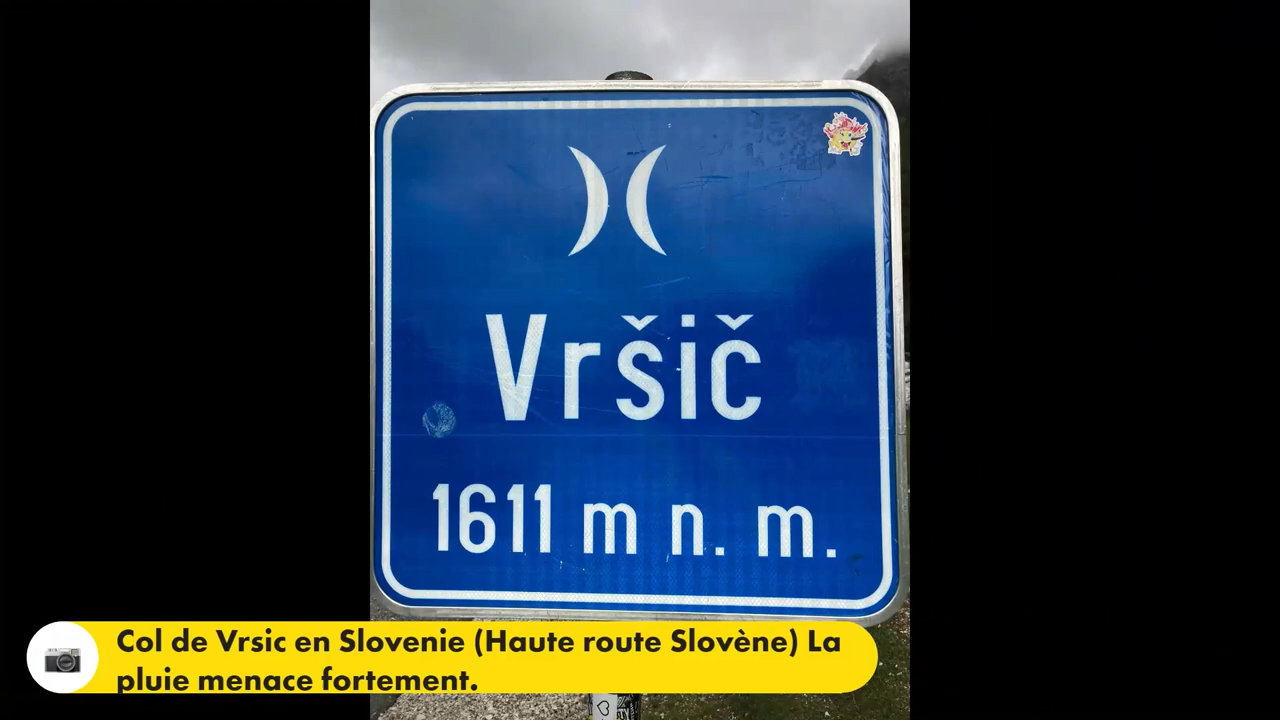 Vršič
1611 m n. m.
Col de Vrsic en Slovenie (Haute route Slovène) La
pluie menace fortement.